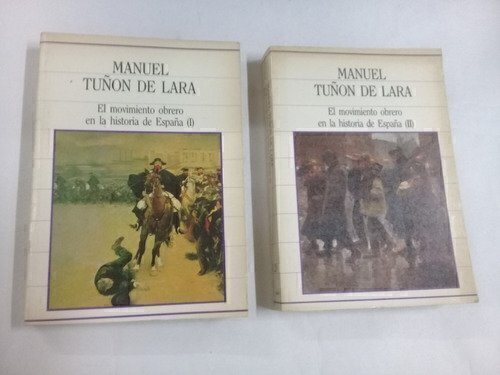 MANUEL
TUÑON DE LARA
El movimiento obrero
en la historia de España (I)
MANUEL
TUÑON DE LARA
El movimiento obrero
en la historia de España (II)